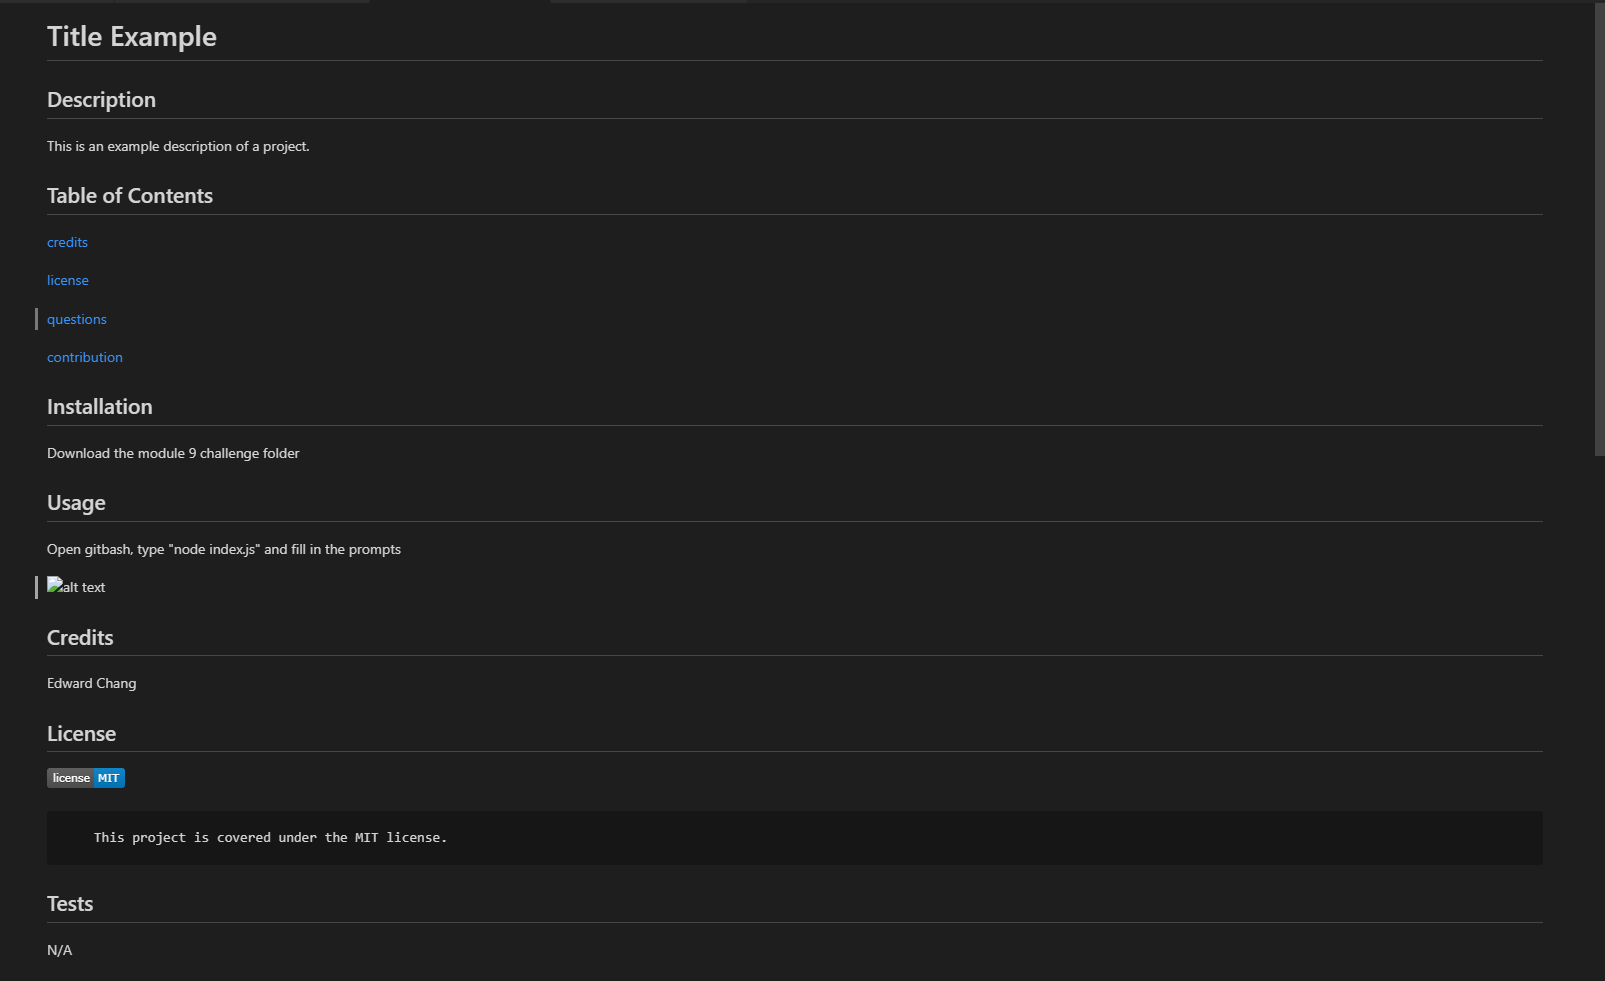 Title Example
Description
This is an example description of a project.
Table of Contents
credits
license
questions
contribution
Installation
Download the module 9 challenge folder
Usage
Open gitbash, type "node index.js" and fill in the prompts
alt text
Credits
Edward Chang
License
license MIT
This project is covered under the MIT license.
Tests
N/A